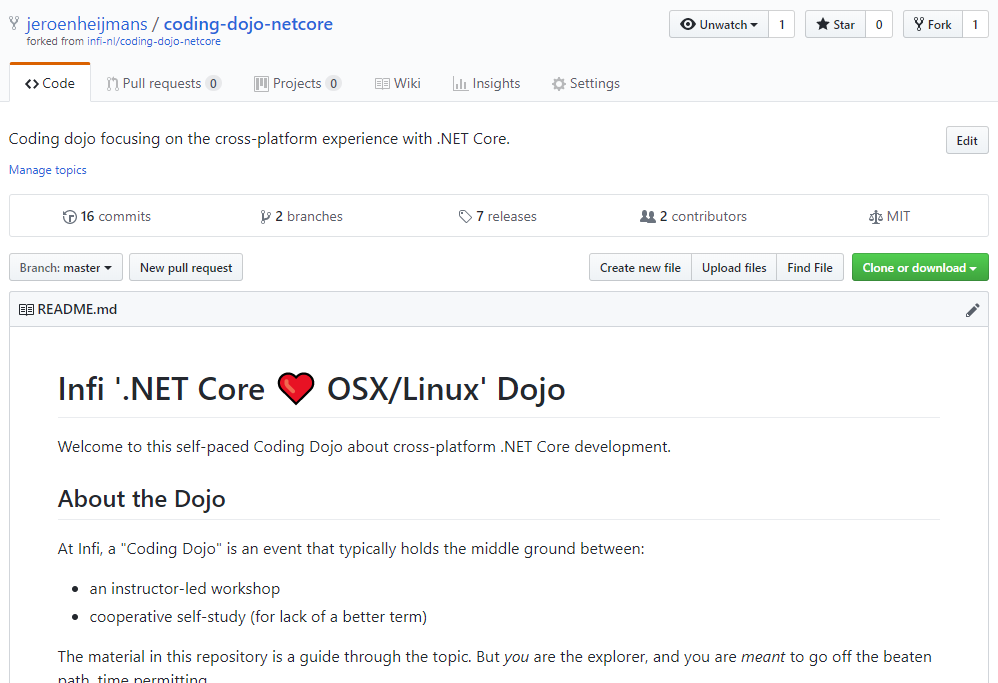 jeroenheijmans / coding-dojo-netcore
forked from infi-nl/coding-dojo-netcore
Unwatch 1 Star 0 Fork 1
Code Pull requests 0 Projects 0 Wiki Insights Settings
Coding dojo focusing on the cross-platform experience with .NET Core.
Edit
Manage topics
16 commits 2 branches 7 releases 2 contributors MIT
Branch: master New pull request Create new file Upload files Find File Clone or download
README.md
Infi '.NET Core ❤ OSX/Linux' Dojo
Welcome to this self-paced Coding Dojo about cross-platform .NET Core development.
About the Dojo
At Infi, a "Coding Dojo" is an event that typically holds the middle ground between:
• an instructor-led workshop
• cooperative self-study (for lack of a better term)
The material in this repository is a guide through the topic. But you are the explorer, and you are meant to go off the beaten
path, time permitting.